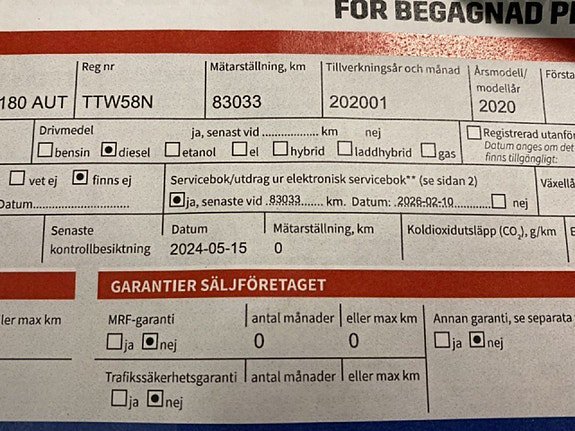 FÖR BEGAGNAD
Reg nr Mätarställning, km Tillverkningsår och månad Årsmodell/
modellår Första
180 AUT TTW58N 83033 202001 2020
Drivmedel ja, senast vid .............. km nej Registrerad utanför
bensin diesel etanol el hybrid laddhybrid gas Datum anges om det
finns tillgängligt:
vet ej finns ej Servicebok/utdrag ur elektronisk servicebok** (se sidan 2) Växellå
Datum........................ ja, senaste vid .83033....... km. Datum: .2026-02-10............ nej
Senaste Datum Mätarställning, km Koldioxidutsläpp (CO₂), g/km
kontrollbesiktning 2024-05-15 0
GARANTIER SÄLJFÖRETAGET
ler max km MRF-garanti antal månader eller max km Annan garanti, se separata
ja nej 0 0 ja nej
Trafiksäkerhetsgaranti antal månader eller max km
ja nej